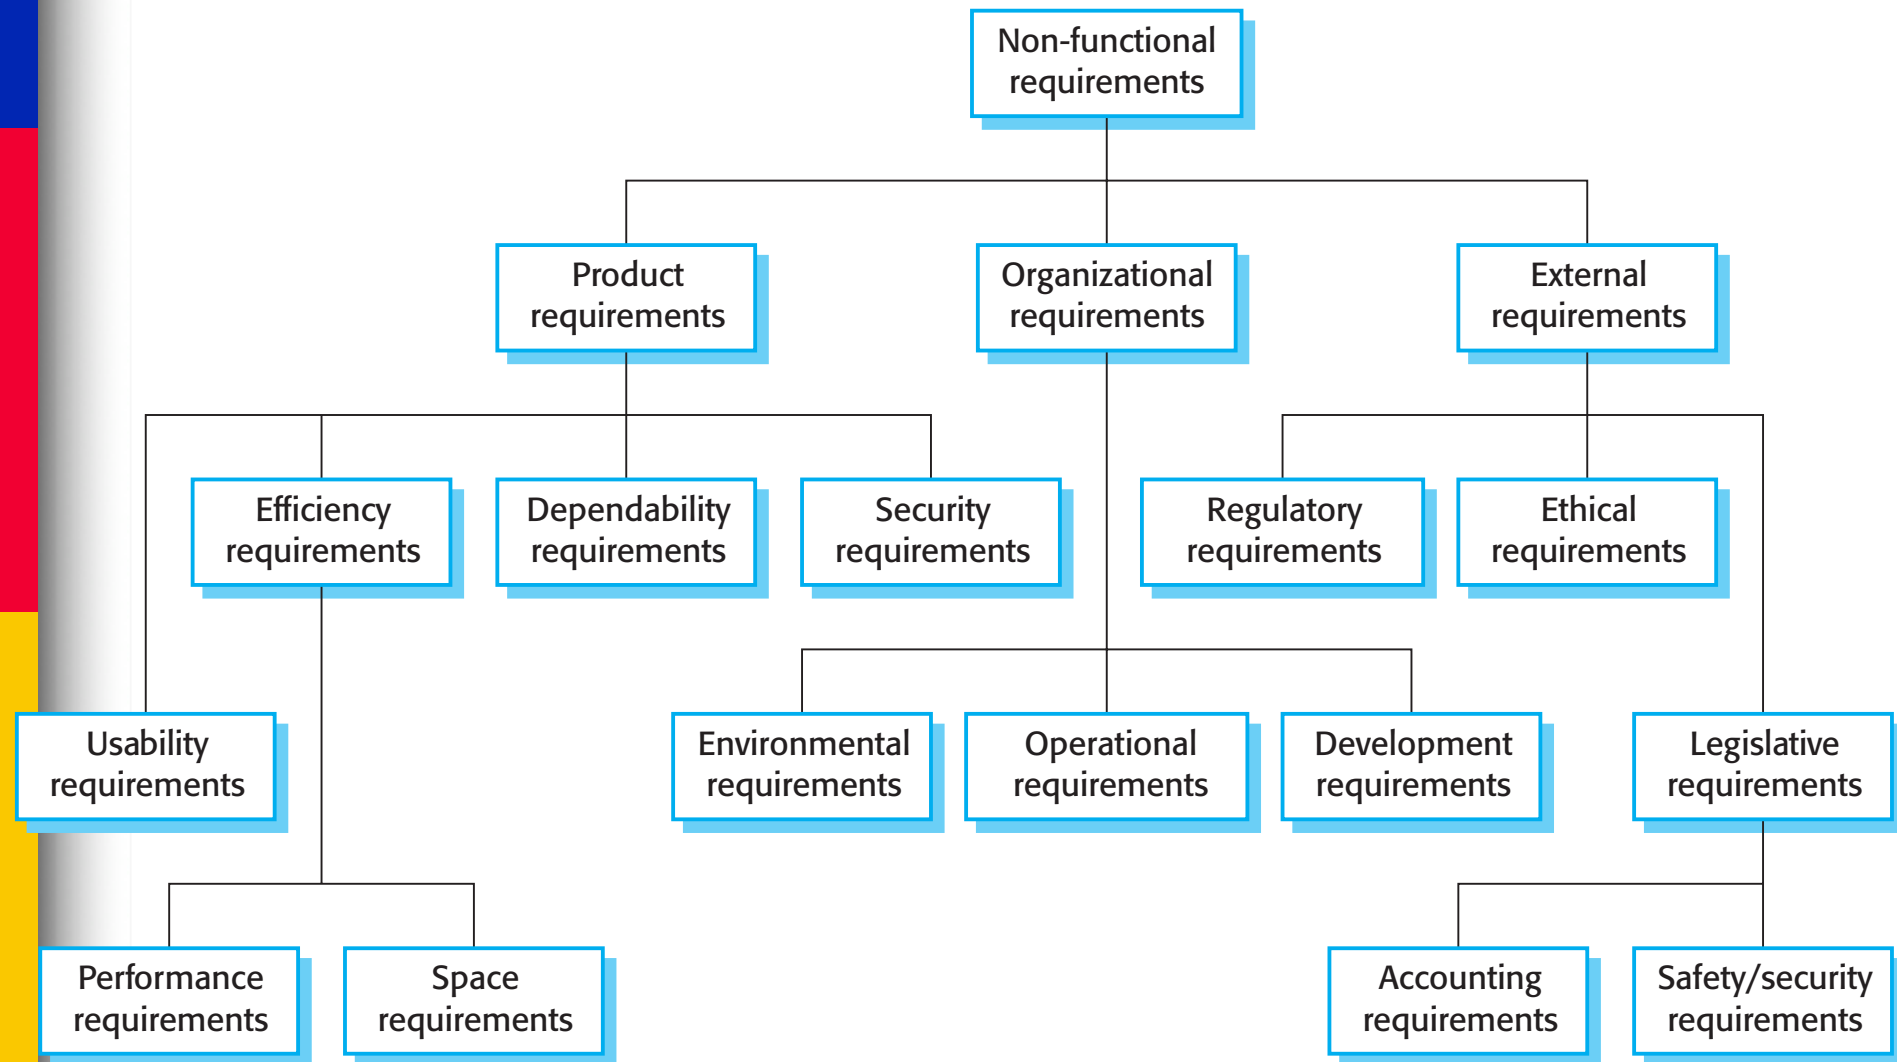 Non-functional
requirements
Product
requirements
Organizational
requirements
External
requirements
Efficiency
requirements
Dependability
requirements
Security
requirements
Regulatory
requirements
Ethical
requirements
Usability
requirements
Environmental
requirements
Operational
requirements
Development
requirements
Legislative
requirements
Performance
requirements
Space
requirements
Accounting
requirements
Safety/security
requirements